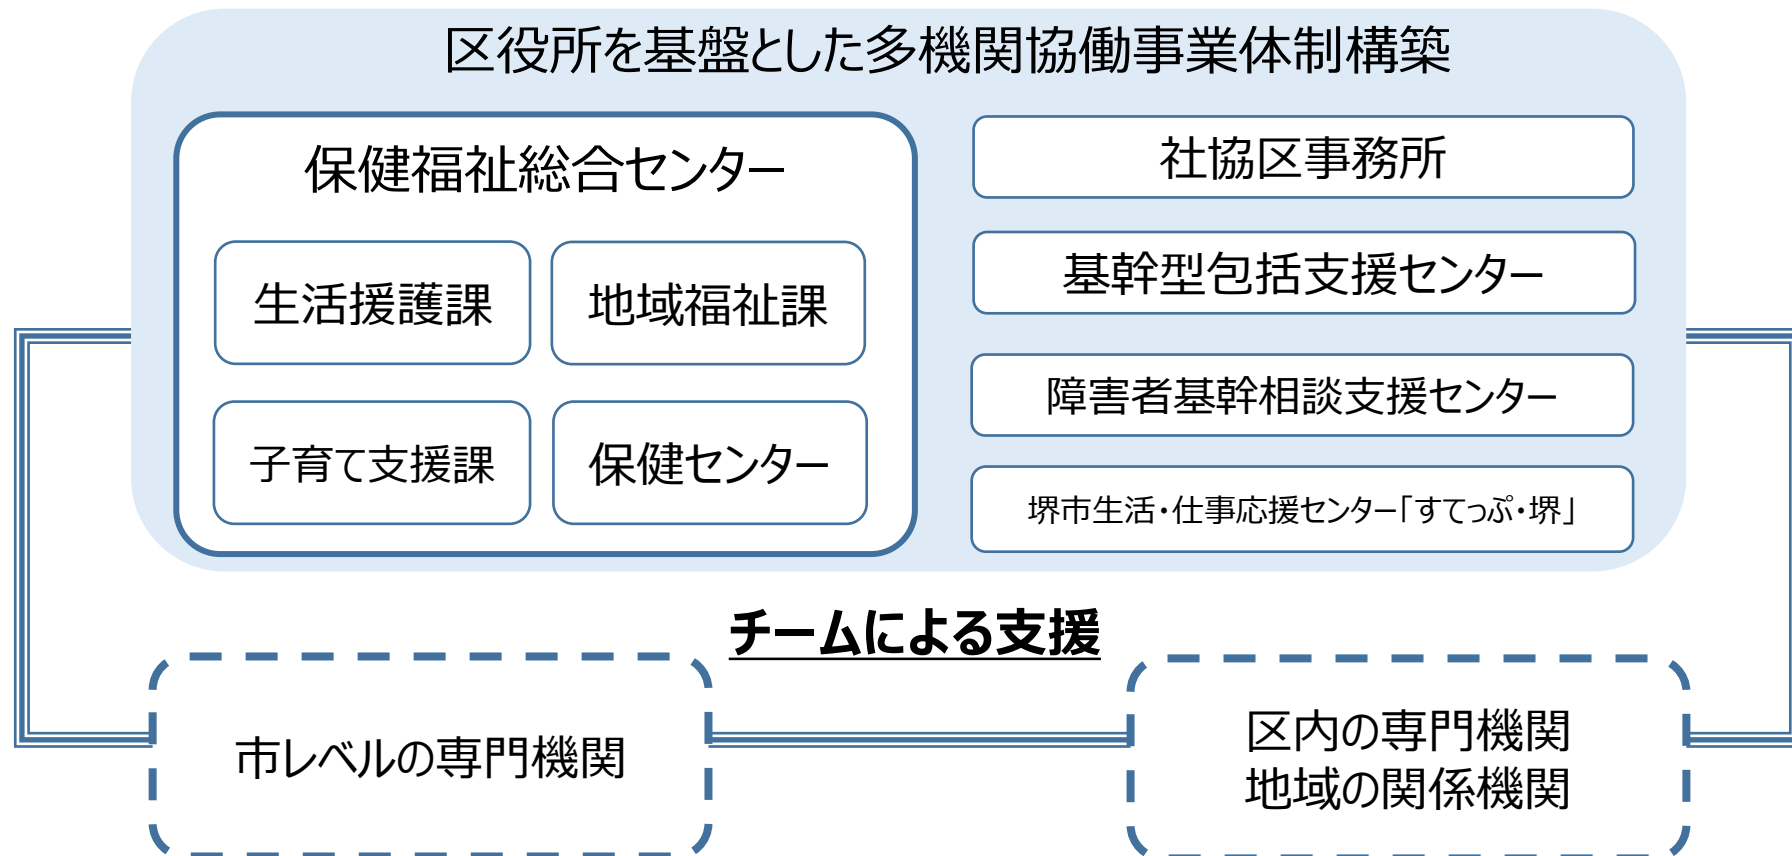 区役所を基盤とした多機関協働事業体制構築
保健福祉総合センター
生活援護課
地域福祉課
子育て支援課
保健センター
社協区事務所
基幹型包括支援センター
障害者基幹相談支援センター
堺市生活・仕事応援センター「すてっぷ・堺」
チームによる支援
市レベルの専門機関
区内の専門機関
地域の関係機関